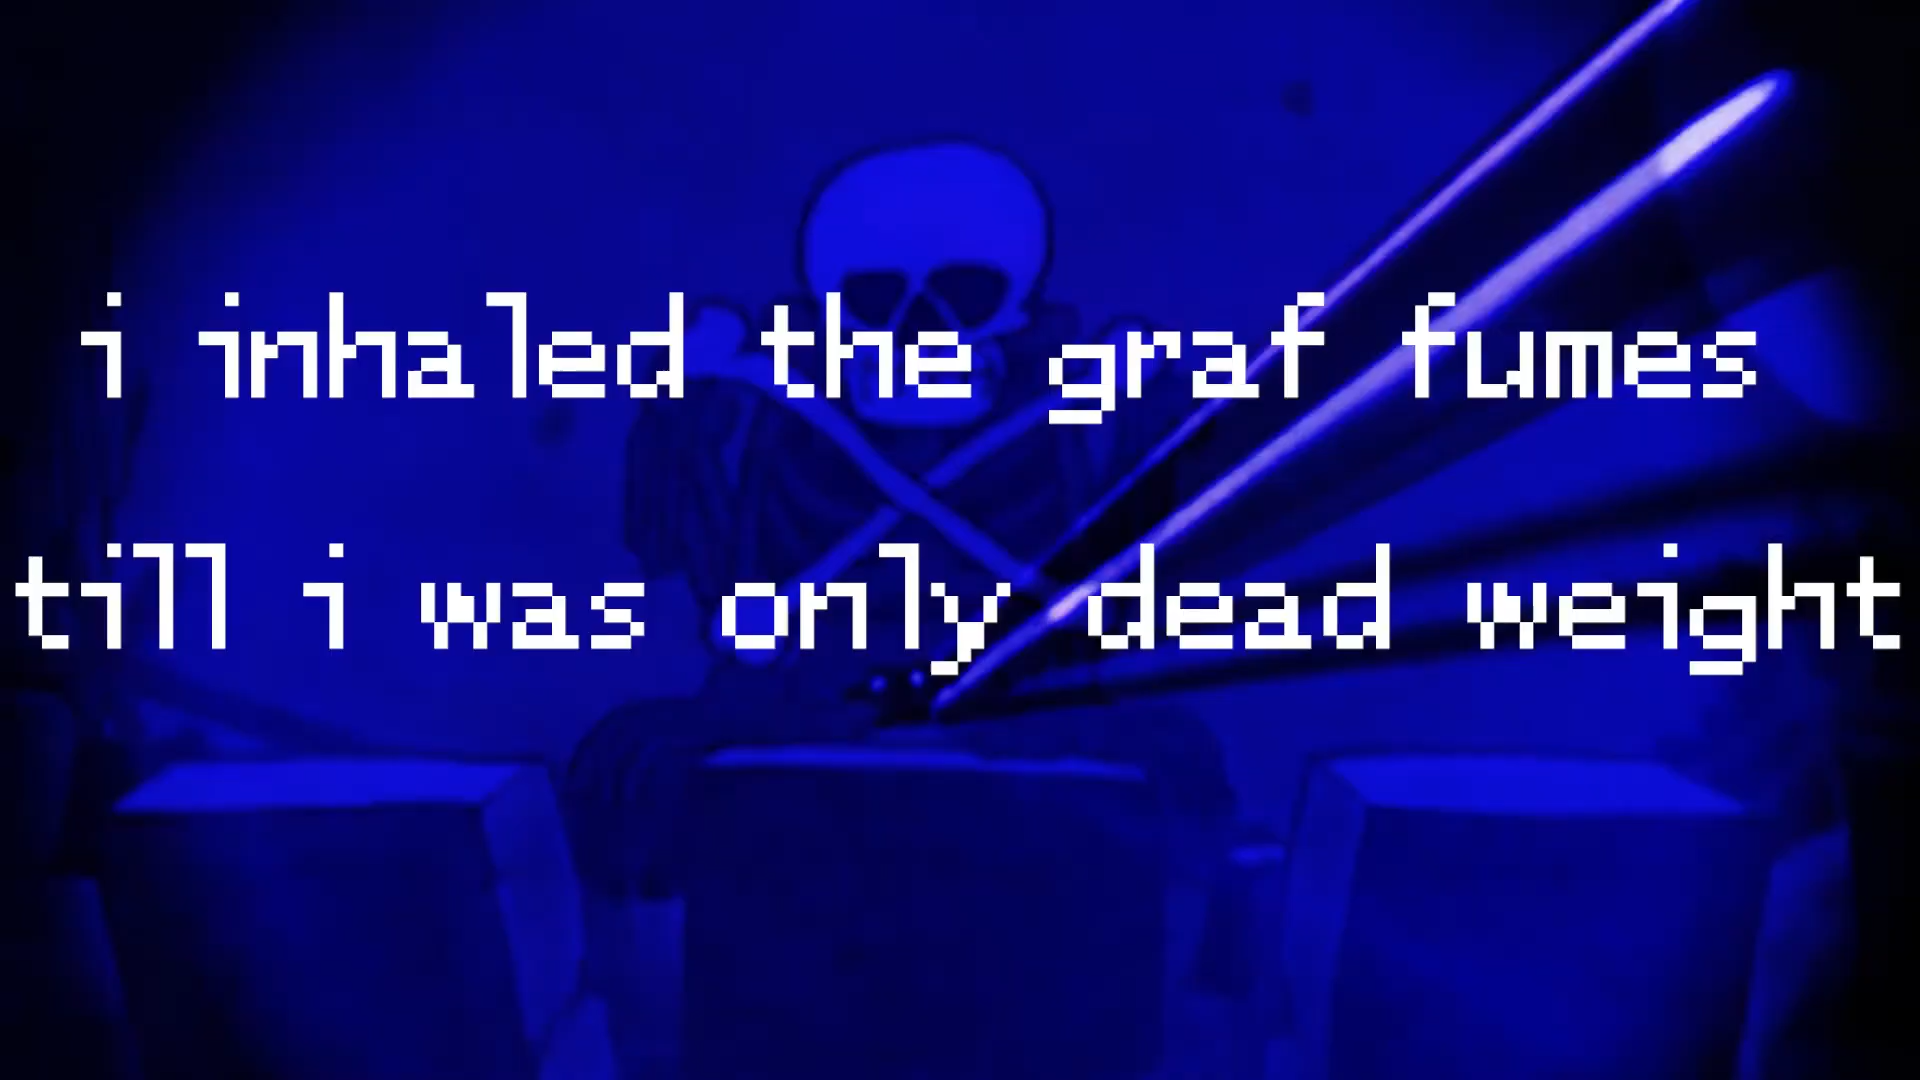 i inhaled the graf fumes
till i was only dead weight